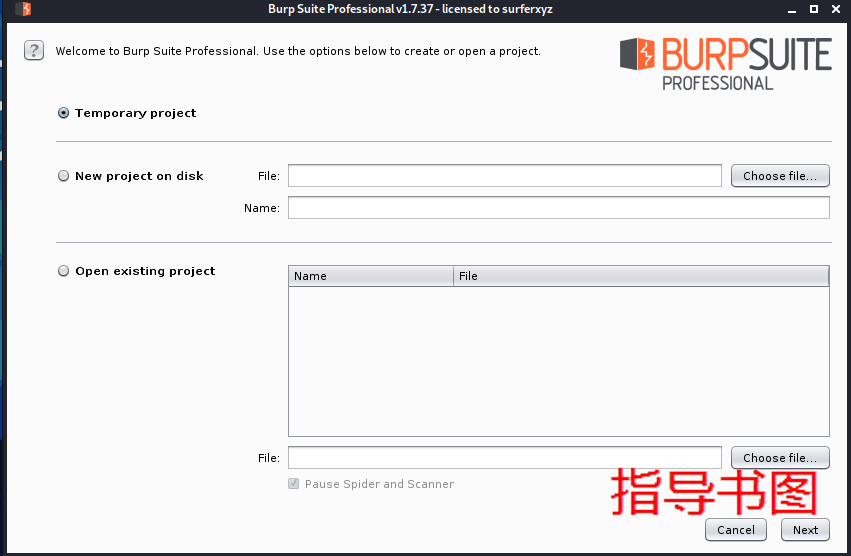 Burp Suite Professional v1.7.37 - licensed to surferxyz
? Welcome to Burp Suite Professional. Use the options below to create or open a project.
BURPSUITE
PROFESSIONAL
Temporary project
New project on disk File: Choose file...
Name:
Open existing project
Name File
File: Choose file...
Pause Spider and Scanner
指导书图
Cancel Next